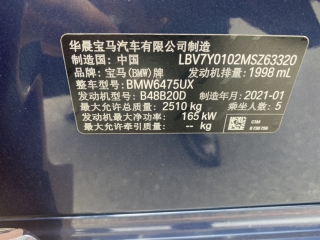 华晨宝马汽车有限公司制造
制造国: 中国 LBV7Y0102MSZ63320
品牌: 宝马(BMW)牌 发动机排量: 1998 mL
整车型号: BMW6475UX
发动机型号: B48B20D 制造年月: 2021-01
最大允许总质量: 2510 kg 乘坐人数: 5
发动机最大净功率: 165 kW
最大允许牵引质量: - kg